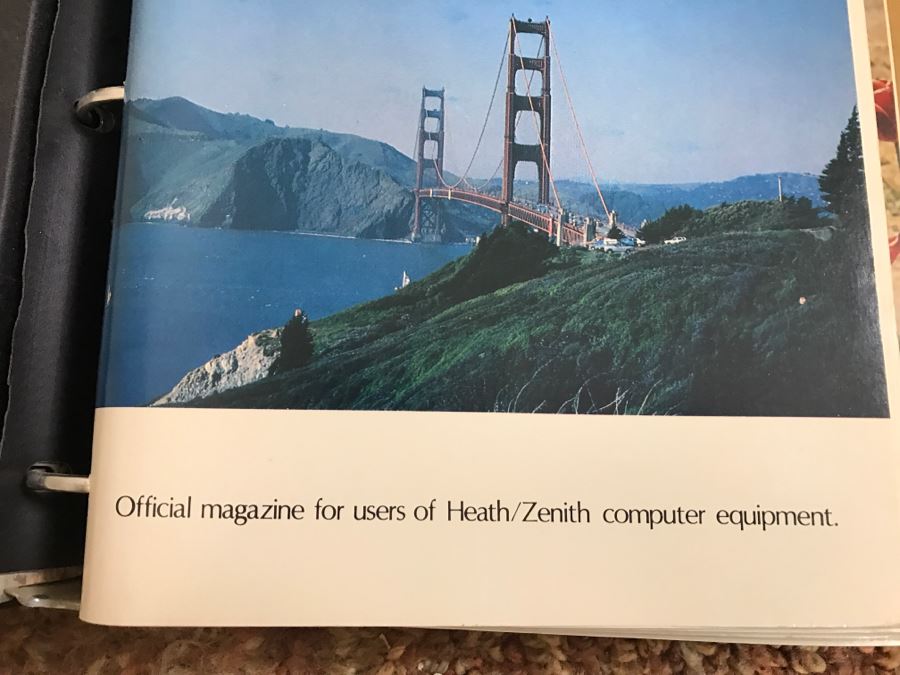 Official magazine for users of Heath/Zenith computer equipment.